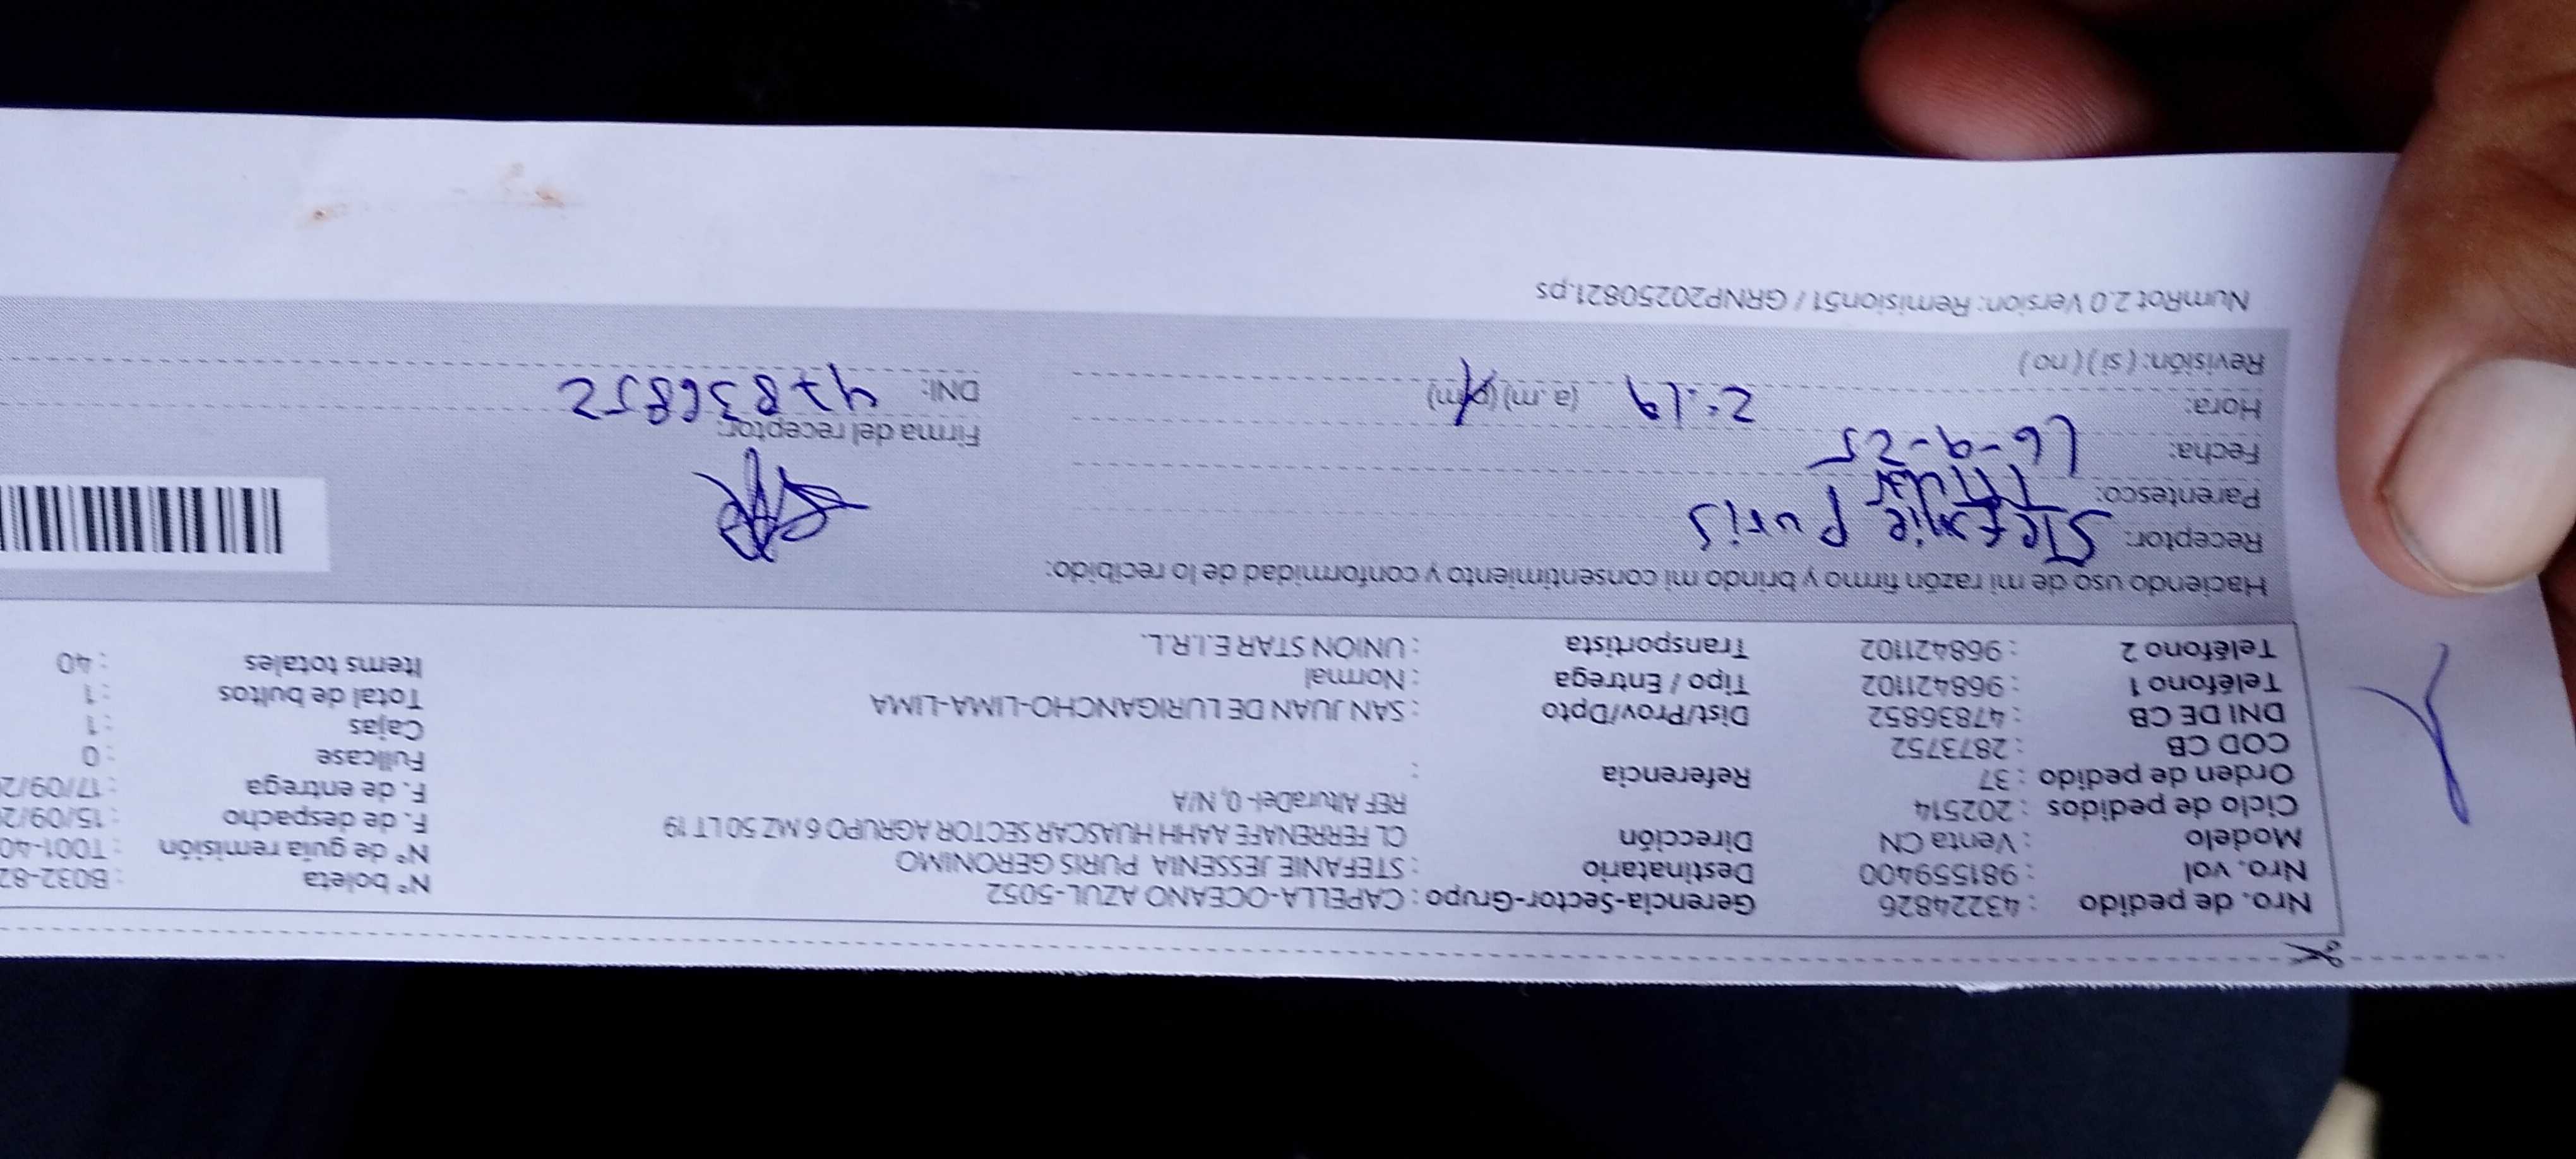 Nro. de pedido : 43224826 Gerencia-Sector-Grupo : CAPELLA-OCEANO AZUL-5052 N° boleta : B032-82
Nro. vol : 981559400 Destinatario : STEFANIE JESSENIA PURIS GERONIMO N° de guía remisión : T001-40
Modelo : Venta CN Dirección CL FERRENAFE AAHH HUASCAR SECTOR AGRUPO 6 MZ 50 LT 19 F. de despacho : 15/09/2
Ciclo de pedidos : 202514 REF AlturaDel- 0, N/A F. de entrega : 17/09/2
Orden de pedido : 37 Referencia : Fullcase : 0
COD CB : 2873752 Cajas : 1
DNI DE CB : 47836852 Dist/Prov/Dpto : SAN JUAN DE LURIGANCHO-LIMA-LIMA Total de bultos : 1
Teléfono 1 : 968421102 Tipo / Entrega : Normal Items totales : 40
Teléfono 2 : 968421102 Transportista : UNION STAR E.I.R.L.
Haciendo uso de mi razón firmo y brindo mi consentimiento y conformidad de lo recibido:
Receptor: Stefanie Puris
Parentesco: Titular
Fecha: 16-9-25 Firma del receptor:
Hora: 2:19 (a.m) (p.m) DNI: 47836852
Revisión: ( si ) ( no )
NumRot 2.0 Version: Remision51 / GRNP20250821.ps